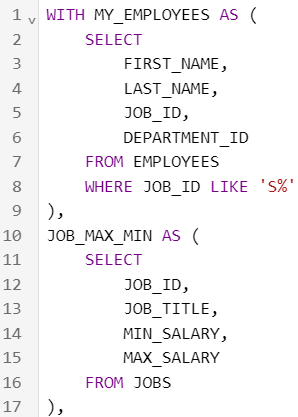 1 WITH MY_EMPLOYEES AS (
2     SELECT
3         FIRST_NAME,
4         LAST_NAME,
5         JOB_ID,
6         DEPARTMENT_ID
7     FROM EMPLOYEES
8     WHERE JOB_ID LIKE 'S%'
9 ),
10 JOB_MAX_MIN AS (
11     SELECT
12         JOB_ID,
13         JOB_TITLE,
14         MIN_SALARY,
15         MAX_SALARY
16     FROM JOBS
17 ),